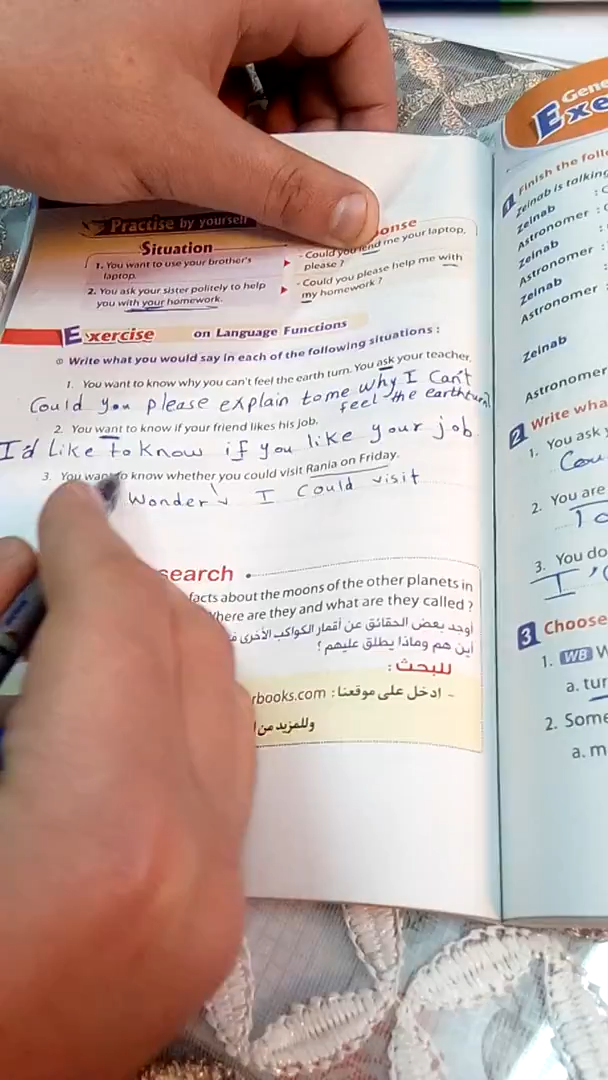 Practise by yourself
Situation
1. You want to use your brother's
laptop.
2. You ask your sister politely to help
you with your homework.
onse
- Could you lend me your laptop,
please ?
- Could you please help me with
my homework ?
Exercise on Language Functions
Write what you would say in each of the following situations :
1. You want to know why you can't feel the earth turn. You ask your teacher.
Could you please explain to me why I Can't
feel the earth turn
2. You want to know if your friend likes his job.
I'd Like to know if you like your job
3. You want to know whether you could visit Rania on Friday.
Wonder I Could visit
search
facts about the moons of the other planets in
here are they and what are they called ?
أوجد بعض الحقائق عن أقمار الكواكب الأخرى
أين هم وماذا يطلق عليهم ؟
للبحث :
- ادخل على موقعنا : rbooks.com
وللمزيد من
Gene
Exe
1 Finish the foll
Zeinab is talking
Zeinab :
Astronomer :
Zeinab :
Astronomer :
Zeinab :
Astronomer :
Zeinab
Astronomer
2 Write wha
1. You ask
Cou
2. You are
3. You do
I'
3 Choose
1. WB W
a. tur
2. Some
a. m